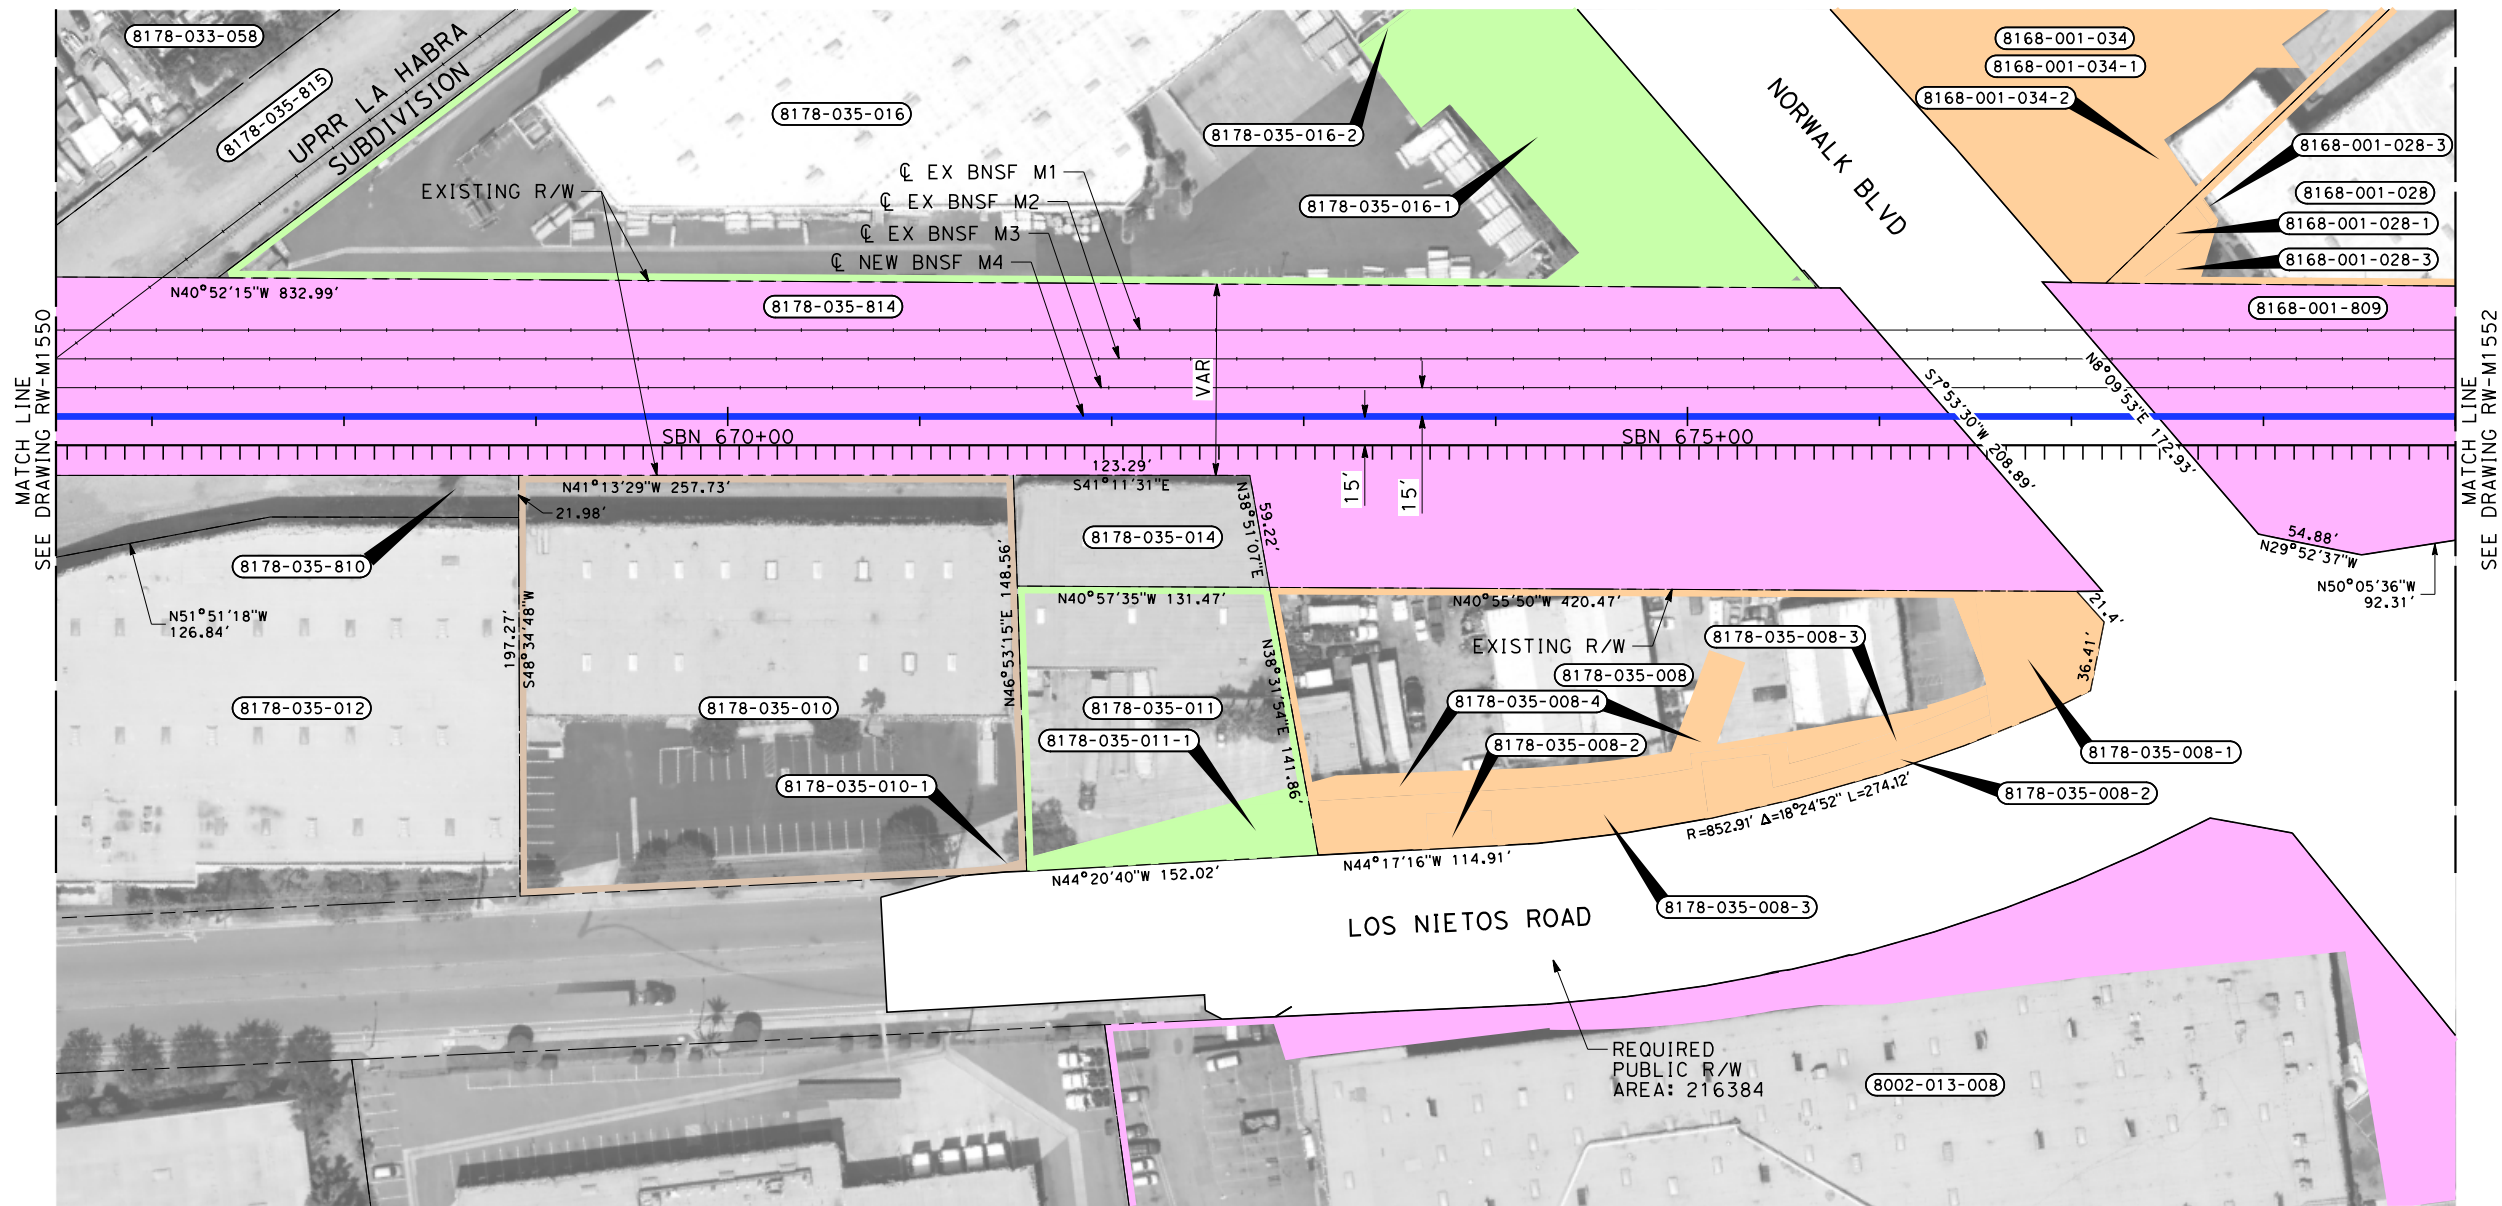 8178-033-058
8178-035-815
UPRR LA HABRA
SUBDIVISION
8178-035-016
8178-035-016-2
8178-035-016-1
NORWALK BLVD
8168-001-034
8168-001-034-1
8168-001-034-2
8168-001-028-3
8168-001-028
8168-001-028-1
8168-001-028-3
EXISTING R/W
℄ EX BNSF M1
℄ EX BNSF M2
℄ EX BNSF M3
℄ NEW BNSF M4
N40°52'15"W 832.99'
8178-035-814
8168-001-809
MATCH LINE
SEE DRAWING RW-M1550
MATCH LINE
SEE DRAWING RW-M1552
VAR
SBN 670+00
SBN 675+00
S7°53'30"W 208.89'
N8°09'53"E 172.93'
15'
15'
123.29'
S41°11'31"E
N41°13'29"W 257.73'
21.98'
N38°51'07"E
59.22'
8178-035-014
8178-035-810
54.88'
N29°52'37"W
N50°05'36"W
92.31'
N51°51'18"W
126.84'
197.27'
S48°34'48"W
N46°53'15"E 148.56'
N40°57'35"W 131.47'
N40°55'50"W 420.47'
21.4'
36.41'
EXISTING R/W
8178-035-008-3
8178-035-008
8178-035-008-4
8178-035-008-2
8178-035-008-1
8178-035-008-2
8178-035-012
8178-035-010
8178-035-011
8178-035-011-1
N38°31'54"E 141.86'
8178-035-010-1
R=852.91' Δ=18°24'52" L=274.12'
N44°20'40"W 152.02'
N44°17'16"W 114.91'
8178-035-008-3
LOS NIETOS ROAD
REQUIRED
PUBLIC R/W
AREA: 216384
8002-013-008